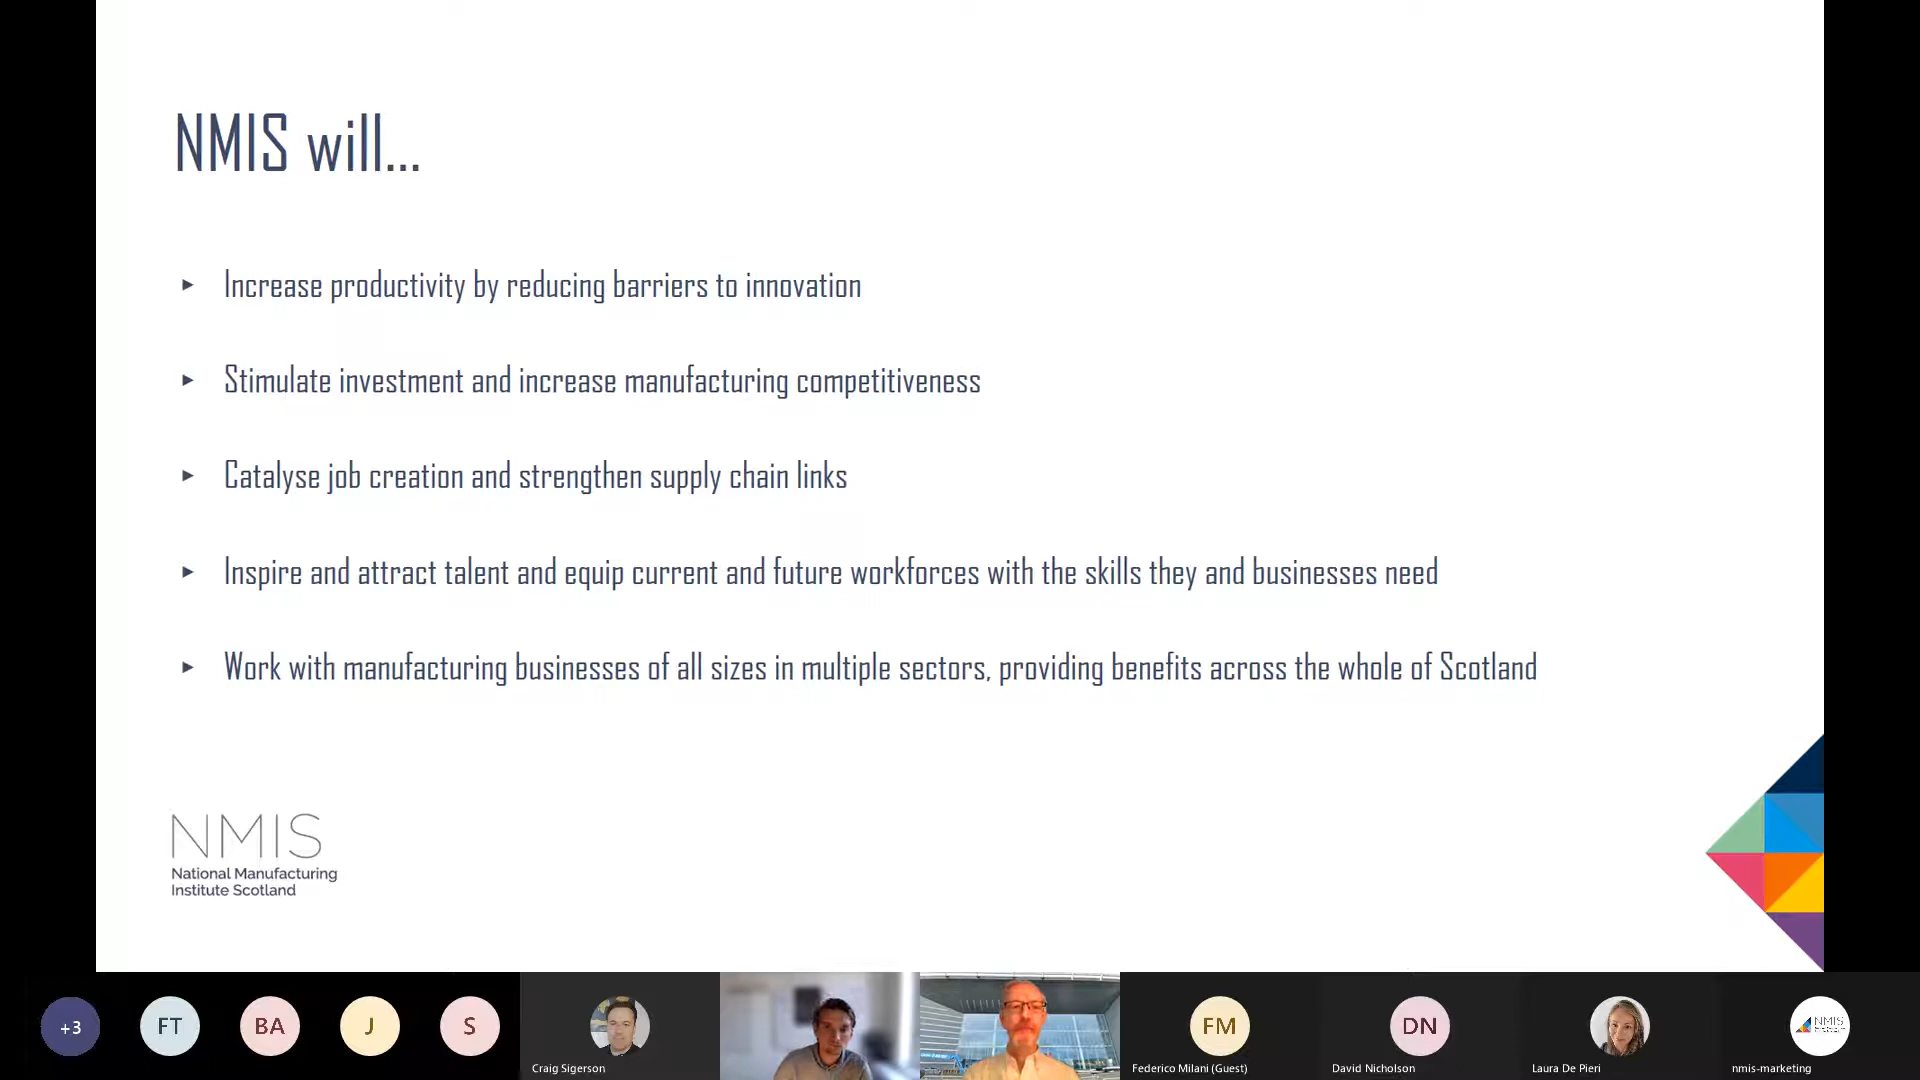 NMIS will...
▸ Increase productivity by reducing barriers to innovation
▸ Stimulate investment and increase manufacturing competitiveness
▸ Catalyse job creation and strengthen supply chain links
▸ Inspire and attract talent and equip current and future workforces with the skills they and businesses need
▸ Work with manufacturing businesses of all sizes in multiple sectors, providing benefits across the whole of Scotland
NMIS
National Manufacturing
Institute Scotland
+3
FT
BA
J
S
FM
DN
NMIS
Craig Sigerson
Federico Milani (Guest)
David Nicholson
Laura De Pieri
nmis-marketing